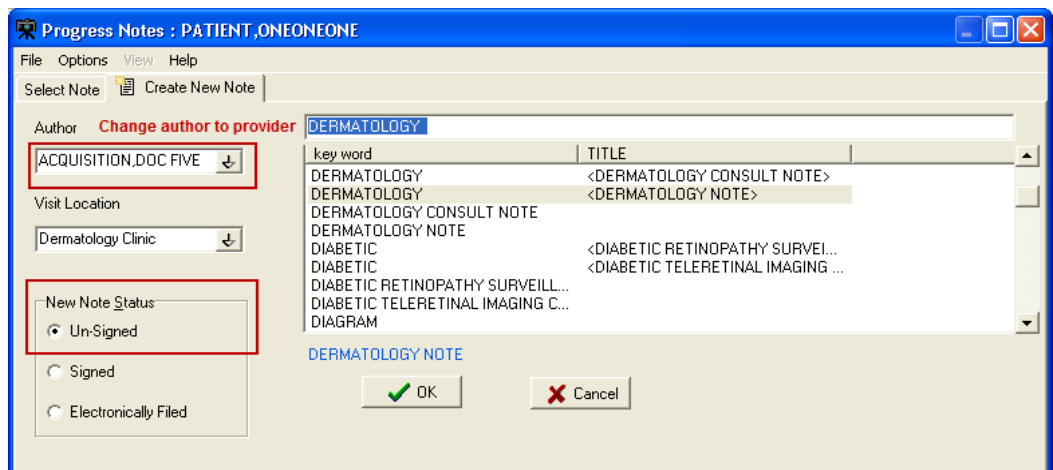 Progress Notes : PATIENT,ONEONEONE
File Options View Help
Select Note Create New Note
Author Change author to provider DERMATOLOGY
ACQUISITION,DOC FIVE
key word TITLE
DERMATOLOGY <DERMATOLOGY CONSULT NOTE>
DERMATOLOGY <DERMATOLOGY NOTE>
DERMATOLOGY CONSULT NOTE
DERMATOLOGY NOTE
DIABETIC <DIABETIC RETINOPATHY SURVEI...
DIABETIC <DIABETIC TELERETINAL IMAGING ...
DIABETIC RETINOPATHY SURVEILL...
DIABETIC TELERETINAL IMAGING C...
DIAGRAM
Visit Location
Dermatology Clinic
New Note Status
Un-Signed
Signed
Electronically Filed
DERMATOLOGY NOTE
OK Cancel